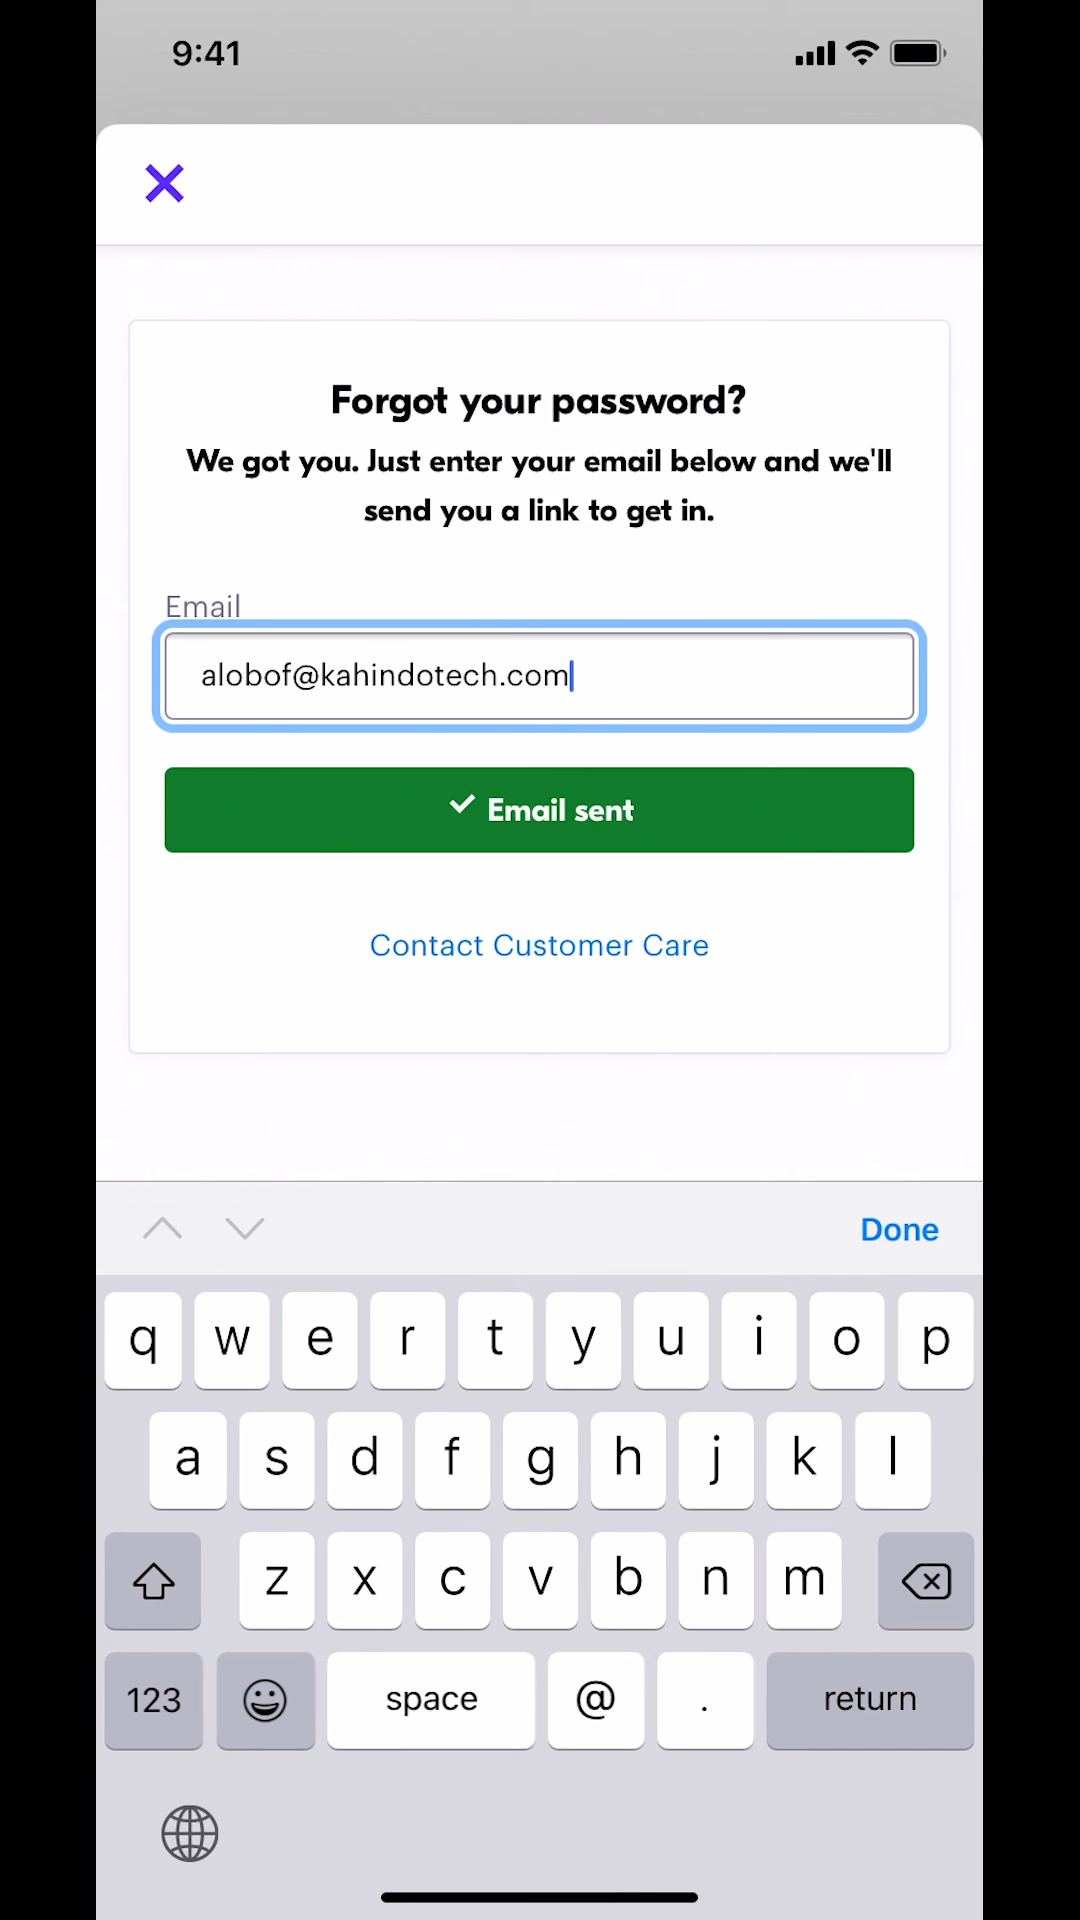 9:41
Forgot your password?
We got you. Just enter your email below and we'll
send you a link to get in.
Email
alobof@kahindotech.com
Email sent
Contact Customer Care
Done
q w e r t y u i o p
a s d f g h j k l
z x c v b n m
123 space @ . return